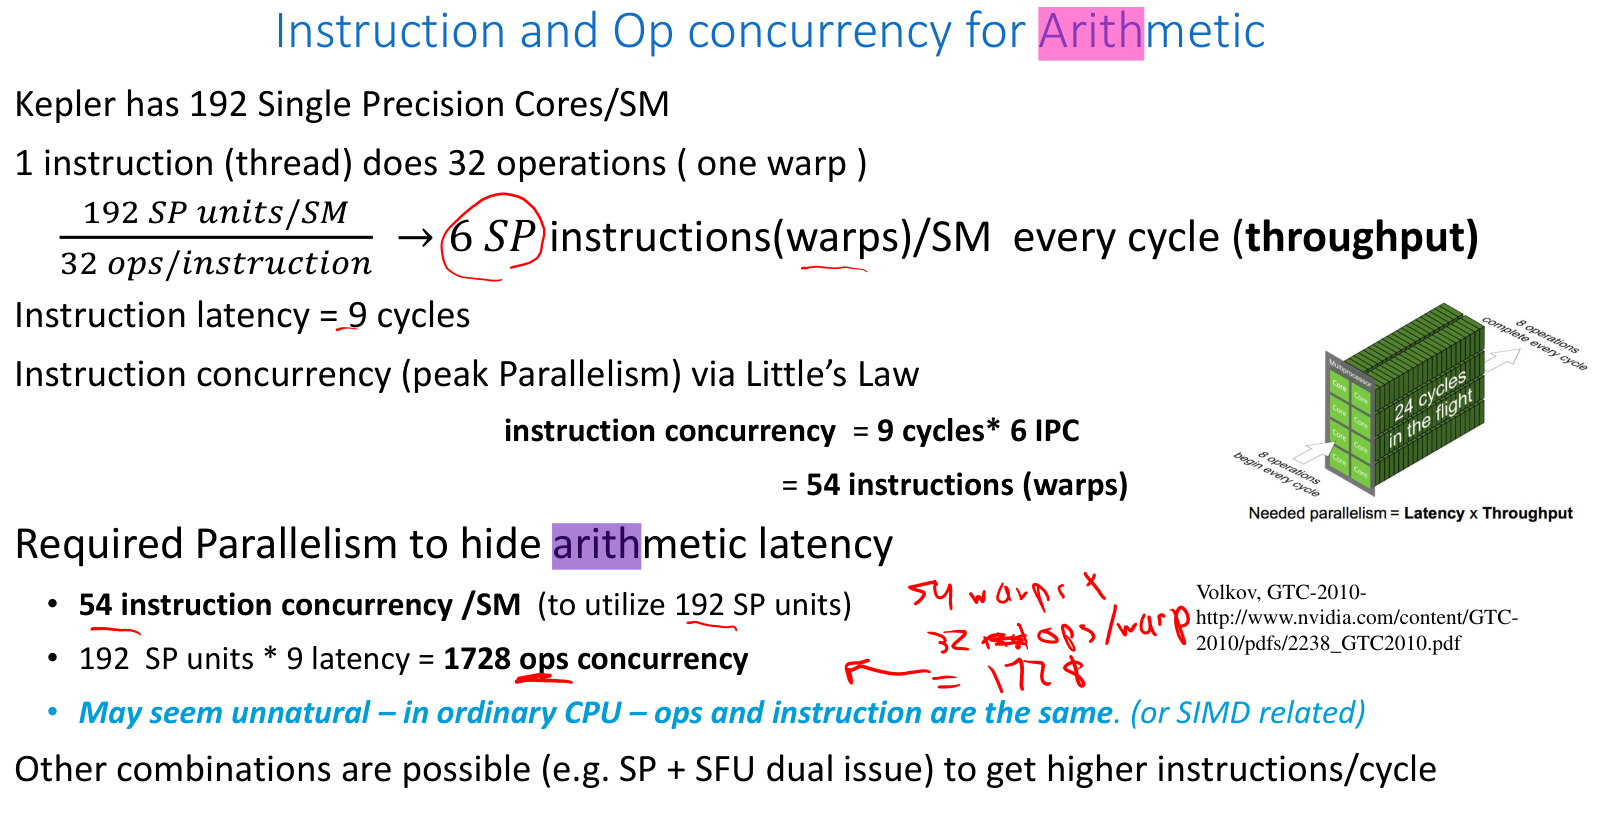 Instruction and Op concurrency for Arithmetic
Kepler has 192 Single Precision Cores/SM
1 instruction (thread) does 32 operations ( one warp )
192 SP units/SM
32 ops/instruction
→ 6 SP instructions(warps)/SM every cycle (throughput)
Instruction latency = 9 cycles
Instruction concurrency (peak Parallelism) via Little's Law
instruction concurrency = 9 cycles* 6 IPC
= 54 instructions (warps)
Multiprocessor
Core Core
Core Core
Core Core
Core Core
24 cycles
in the flight
8 operations
complete every cycle
8 operations
begin every cycle
Needed parallelism = Latency x Throughput
Required Parallelism to hide arithmetic latency
• 54 instruction concurrency /SM (to utilize 192 SP units)
• 192 SP units * 9 latency = 1728 ops concurrency
54 warps x
32 ops/warp
= 1728
Volkov, GTC-2010-
http://www.nvidia.com/content/GTC-
2010/pdfs/2238_GTC2010.pdf
• May seem unnatural – in ordinary CPU – ops and instruction are the same. (or SIMD related)
Other combinations are possible (e.g. SP + SFU dual issue) to get higher instructions/cycle